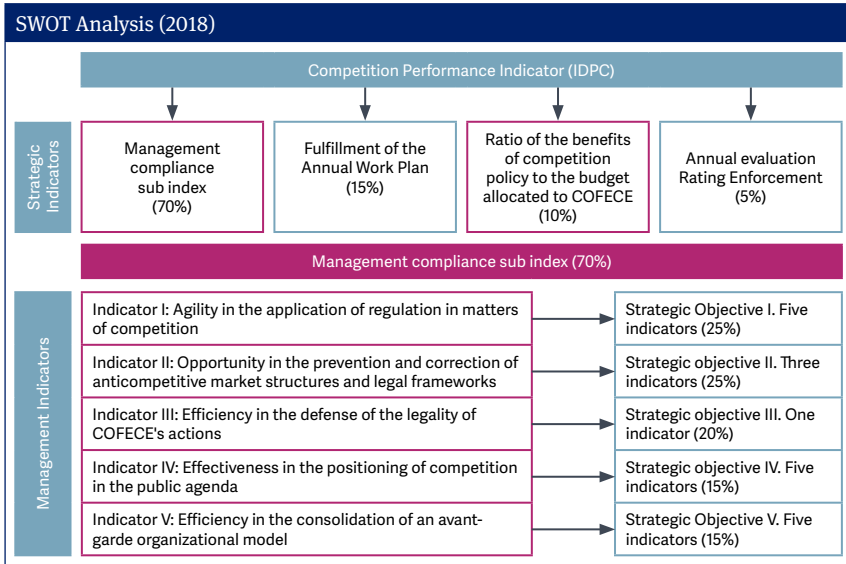 SWOT Analysis (2018)
Competition Performance Indicator (IDPC)
Strategic
Indicators
Management
compliance
sub index
(70%)
Fulfillment of the
Annual Work Plan
(15%)
Ratio of the benefits
of competition
policy to the budget
allocated to COFECE
(10%)
Annual evaluation
Rating Enforcement
(5%)
Management compliance sub index (70%)
Management Indicators
Indicator I: Agility in the application of regulation in matters
of competition
Strategic Objective I. Five
indicators (25%)
Indicator II: Opportunity in the prevention and correction of
anticompetitive market structures and legal frameworks
Strategic objective II. Three
indicators (25%)
Indicator III: Efficiency in the defense of the legality of
COFECE's actions
Strategic objective III. One
indicator (20%)
Indicator IV: Effectiveness in the positioning of competition
in the public agenda
Strategic objective IV. Five
indicators (15%)
Indicator V: Efficiency in the consolidation of an avant-
garde organizational model
Strategic Objective V. Five
indicators (15%)